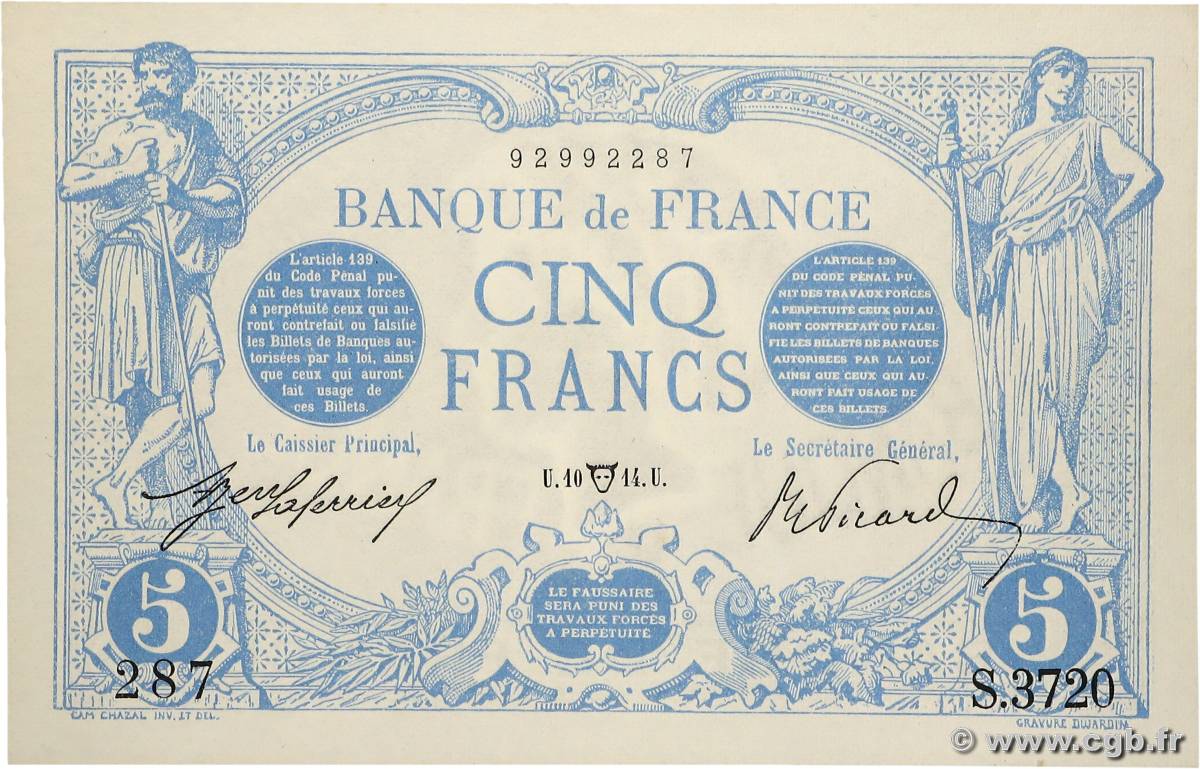 92992287
BANQUE de FRANCE
CINQ
FRANCS
L'article 139.
du Code Pénal pu-
nit des travaux forcés
à perpétuité ceux qui au-
ront contrefait ou falsifié
les Billets de Banques au-
torisées par la loi, ainsi
que ceux qui auront
fait usage de
ces Billets.
L'ARTICLE 139
DU CODE PÉNAL PU-
NIT DES TRAVAUX FORCÉS
A PERPÉTUITÉ CEUX QUI AU-
RONT CONTREFAIT OU FALSI-
FIÉ LES BILLETS DE BANQUES
AUTORISÉES PAR LA LOI,
AINSI QUE CEUX QUI AU-
RONT FAIT USAGE DE
CES BILLETS.
Le Caissier Principal,
Le Secrétaire Général,
U.10 14.U.
Picard
LE FAUSSAIRE
SERA PUNI DES
TRAVAUX FORCÉS
A PERPÉTUITÉ
5
5
287
S.3720
CAM CHAZAL INV. ET DEL.
GRAVURE DUJARDIN
© www.cgb.fr